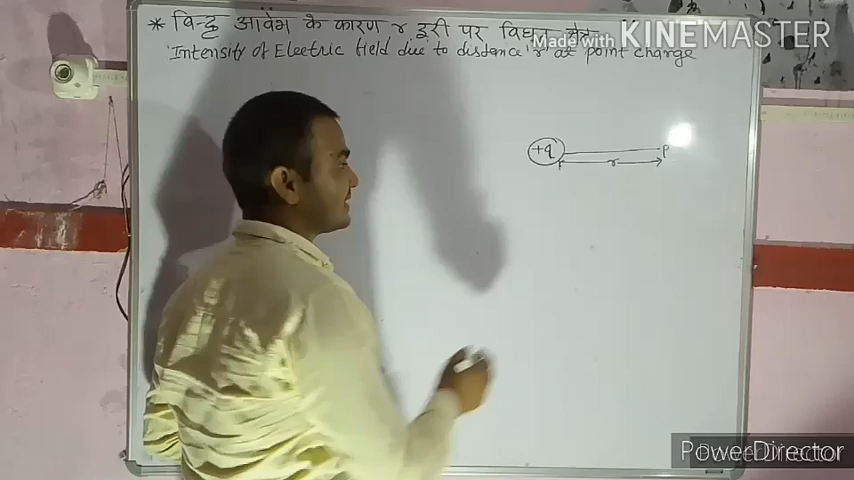 * बिन्दु आवेश के कारण r दूरी पर विधुत
Made with KINEMASTER
Intensity of Electric field due to distance 'r' at point charge
+q
P
r
PowerDirector